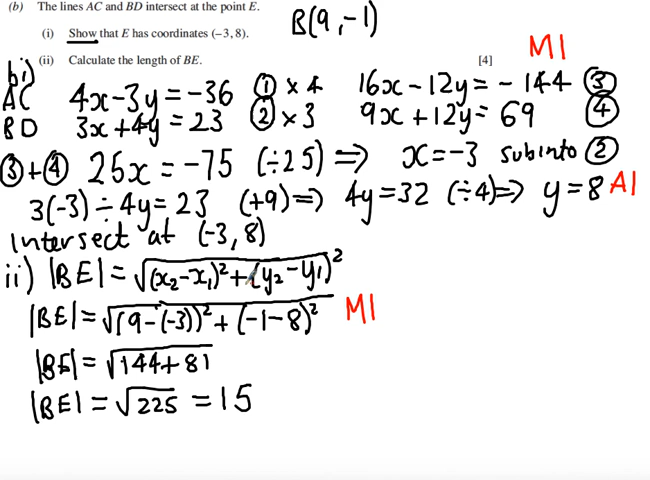 (b) The lines AC and BD intersect at the point E.
B(9,-1)
(i) Show that E has coordinates (−3, 8).
(ii) Calculate the length of BE. [4]
M1
bi)
AC 4x-3y=-36 ① × 4 16x-12y=-144 ③
BD 3x+4y=23 ② × 3 9x+12y=69 ④
③+④ 25x=-75 (÷25) ⇒ x=-3 sub into ②
3(-3)÷4y=23 (+9)⇒ 4y=32 (÷4)⇒ y=8 A1
intersect at (-3,8)
ii) |BE|=√(x₂-x₁)²+(y₂-y₁)²
|BE|=√(9-(-3))²+(-1-8)² M1
|BE|=√144+81
|BE|=√225 =15